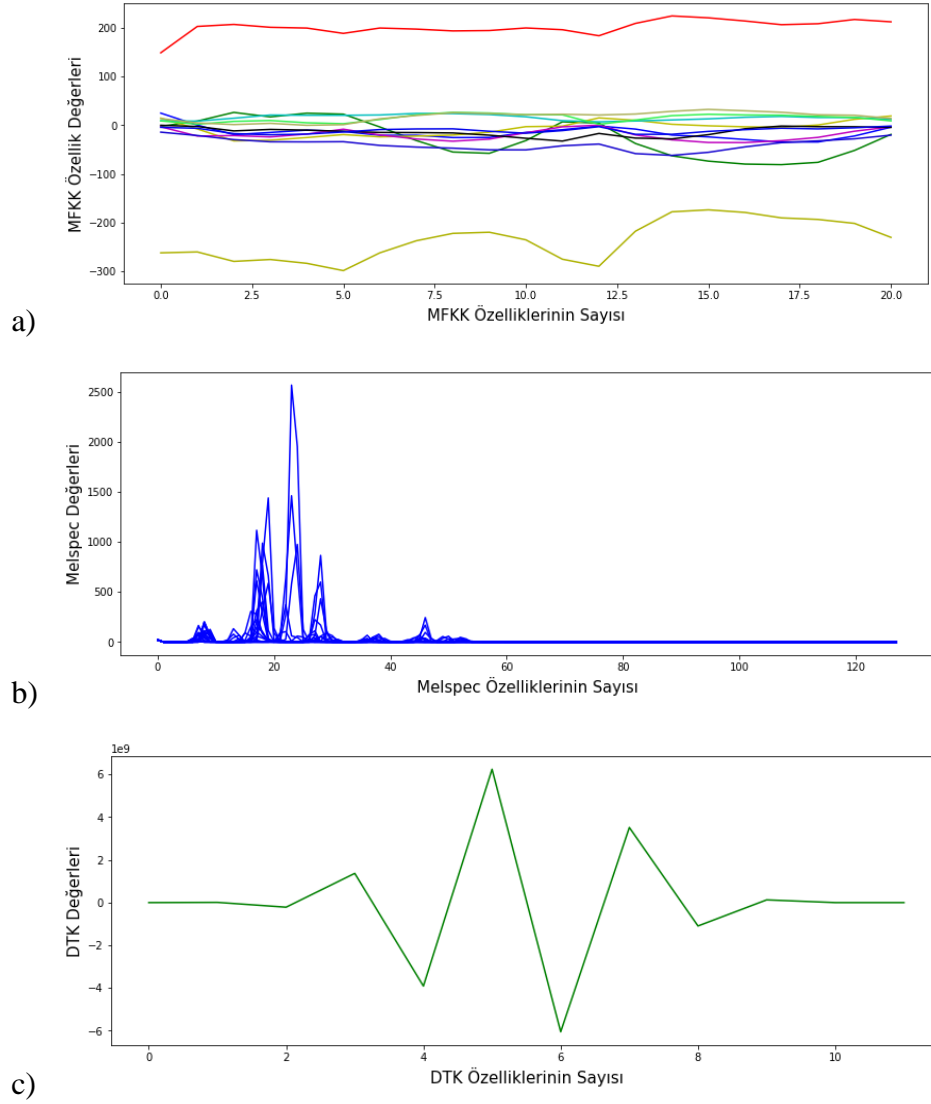 200
100
0
−100
−200
−300
MFKK Özellik Değerleri
0.0 2.5 5.0 7.5 10.0 12.5 15.0 17.5 20.0
MFKK Özelliklerinin Sayısı
a)
2500
2000
1500
1000
500
0
Melspec Değerleri
0 20 40 60 80 100 120
Melspec Özelliklerinin Sayısı
b)
1e9
6
4
2
0
−2
−4
−6
DTK Değerleri
0 2 4 6 8 10
DTK Özelliklerinin Sayısı
c)